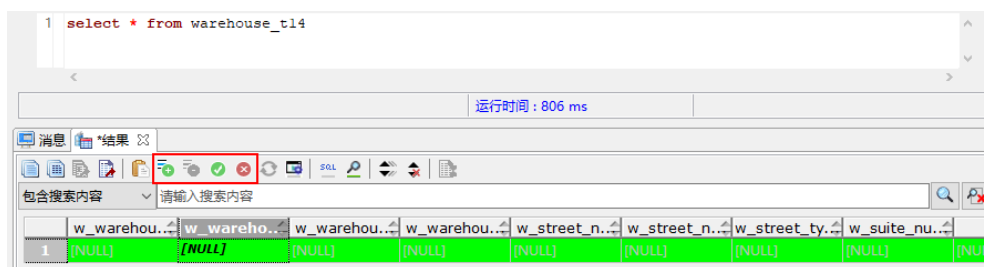 1 select * from warehouse_t14
运行时间 : 806 ms
消息 *结果
SQL
包含搜索内容 请输入搜索内容
w_warehou... w_wareho... w_warehou... w_warehou... w_street_n... w_street_n... w_street_ty... w_suite_nu...
1 [NULL] [NULL] [NULL] [NULL] [NULL] [NULL] [NULL] [NULL] [NU